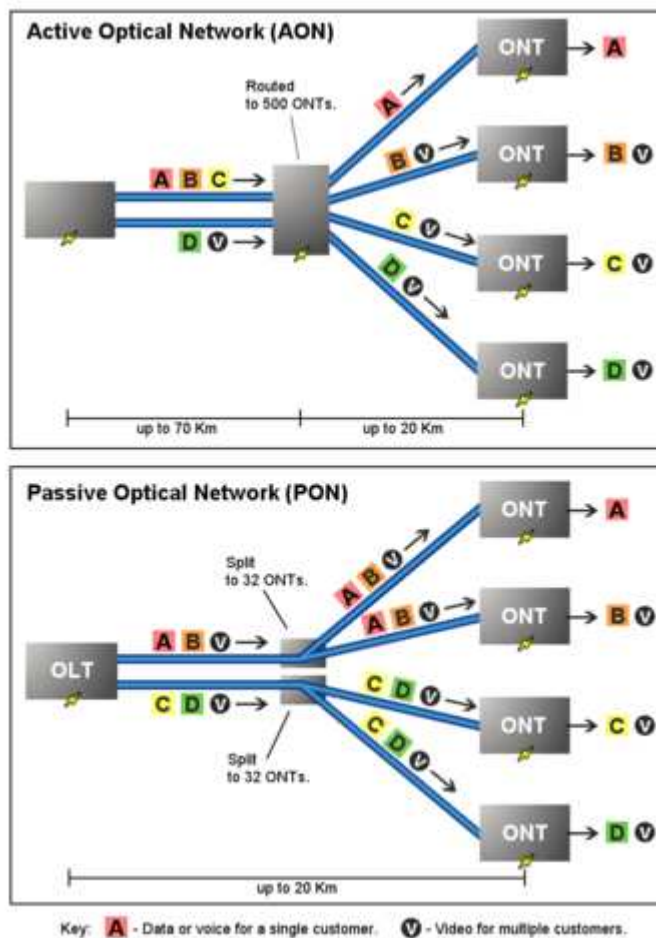 Active Optical Network (AON)
Routed
to 500 ONTs.
A B C
D V
A
B V
C V
D V
ONT A
ONT B V
ONT C V
ONT D V
up to 70 Km
up to 20 Km
Passive Optical Network (PON)
Split
to 32 ONTs.
OLT
A B V
C D V
A B V
A B V
C D V
C D V
Split
to 32 ONTs.
ONT A
ONT B V
ONT C V
ONT D V
up to 20 Km
Key: A - Data or voice for a single customer. V - Video for multiple customers.